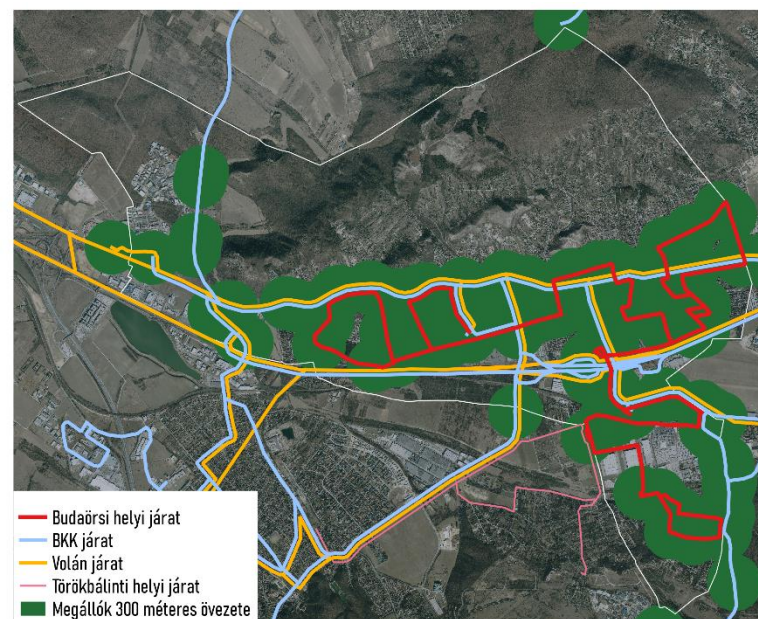 Budaörsi helyi járat
BKK járat
Volán járat
Törökbálinti helyi járat
Megállók 300 méteres övezete